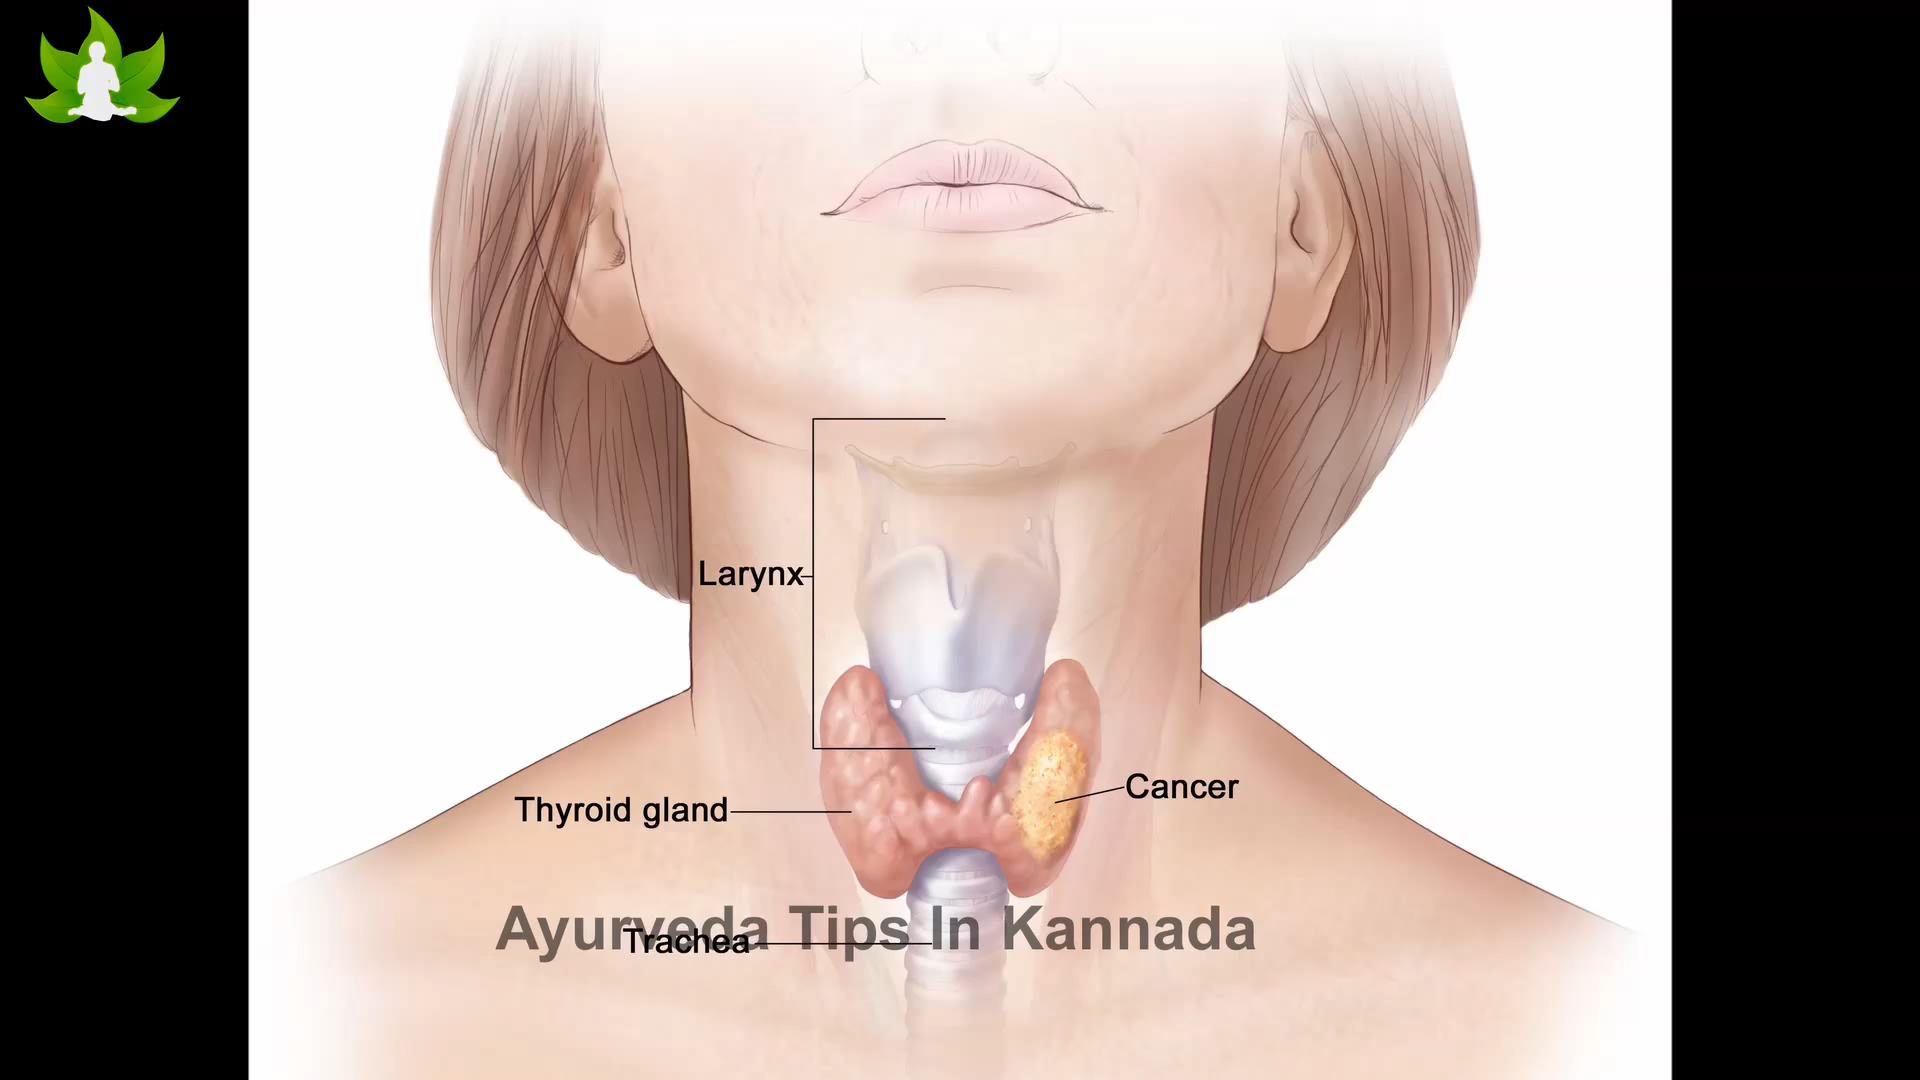 Larynx
Cancer
Thyroid gland
Ayurveda Tips In Kannada
Trachea